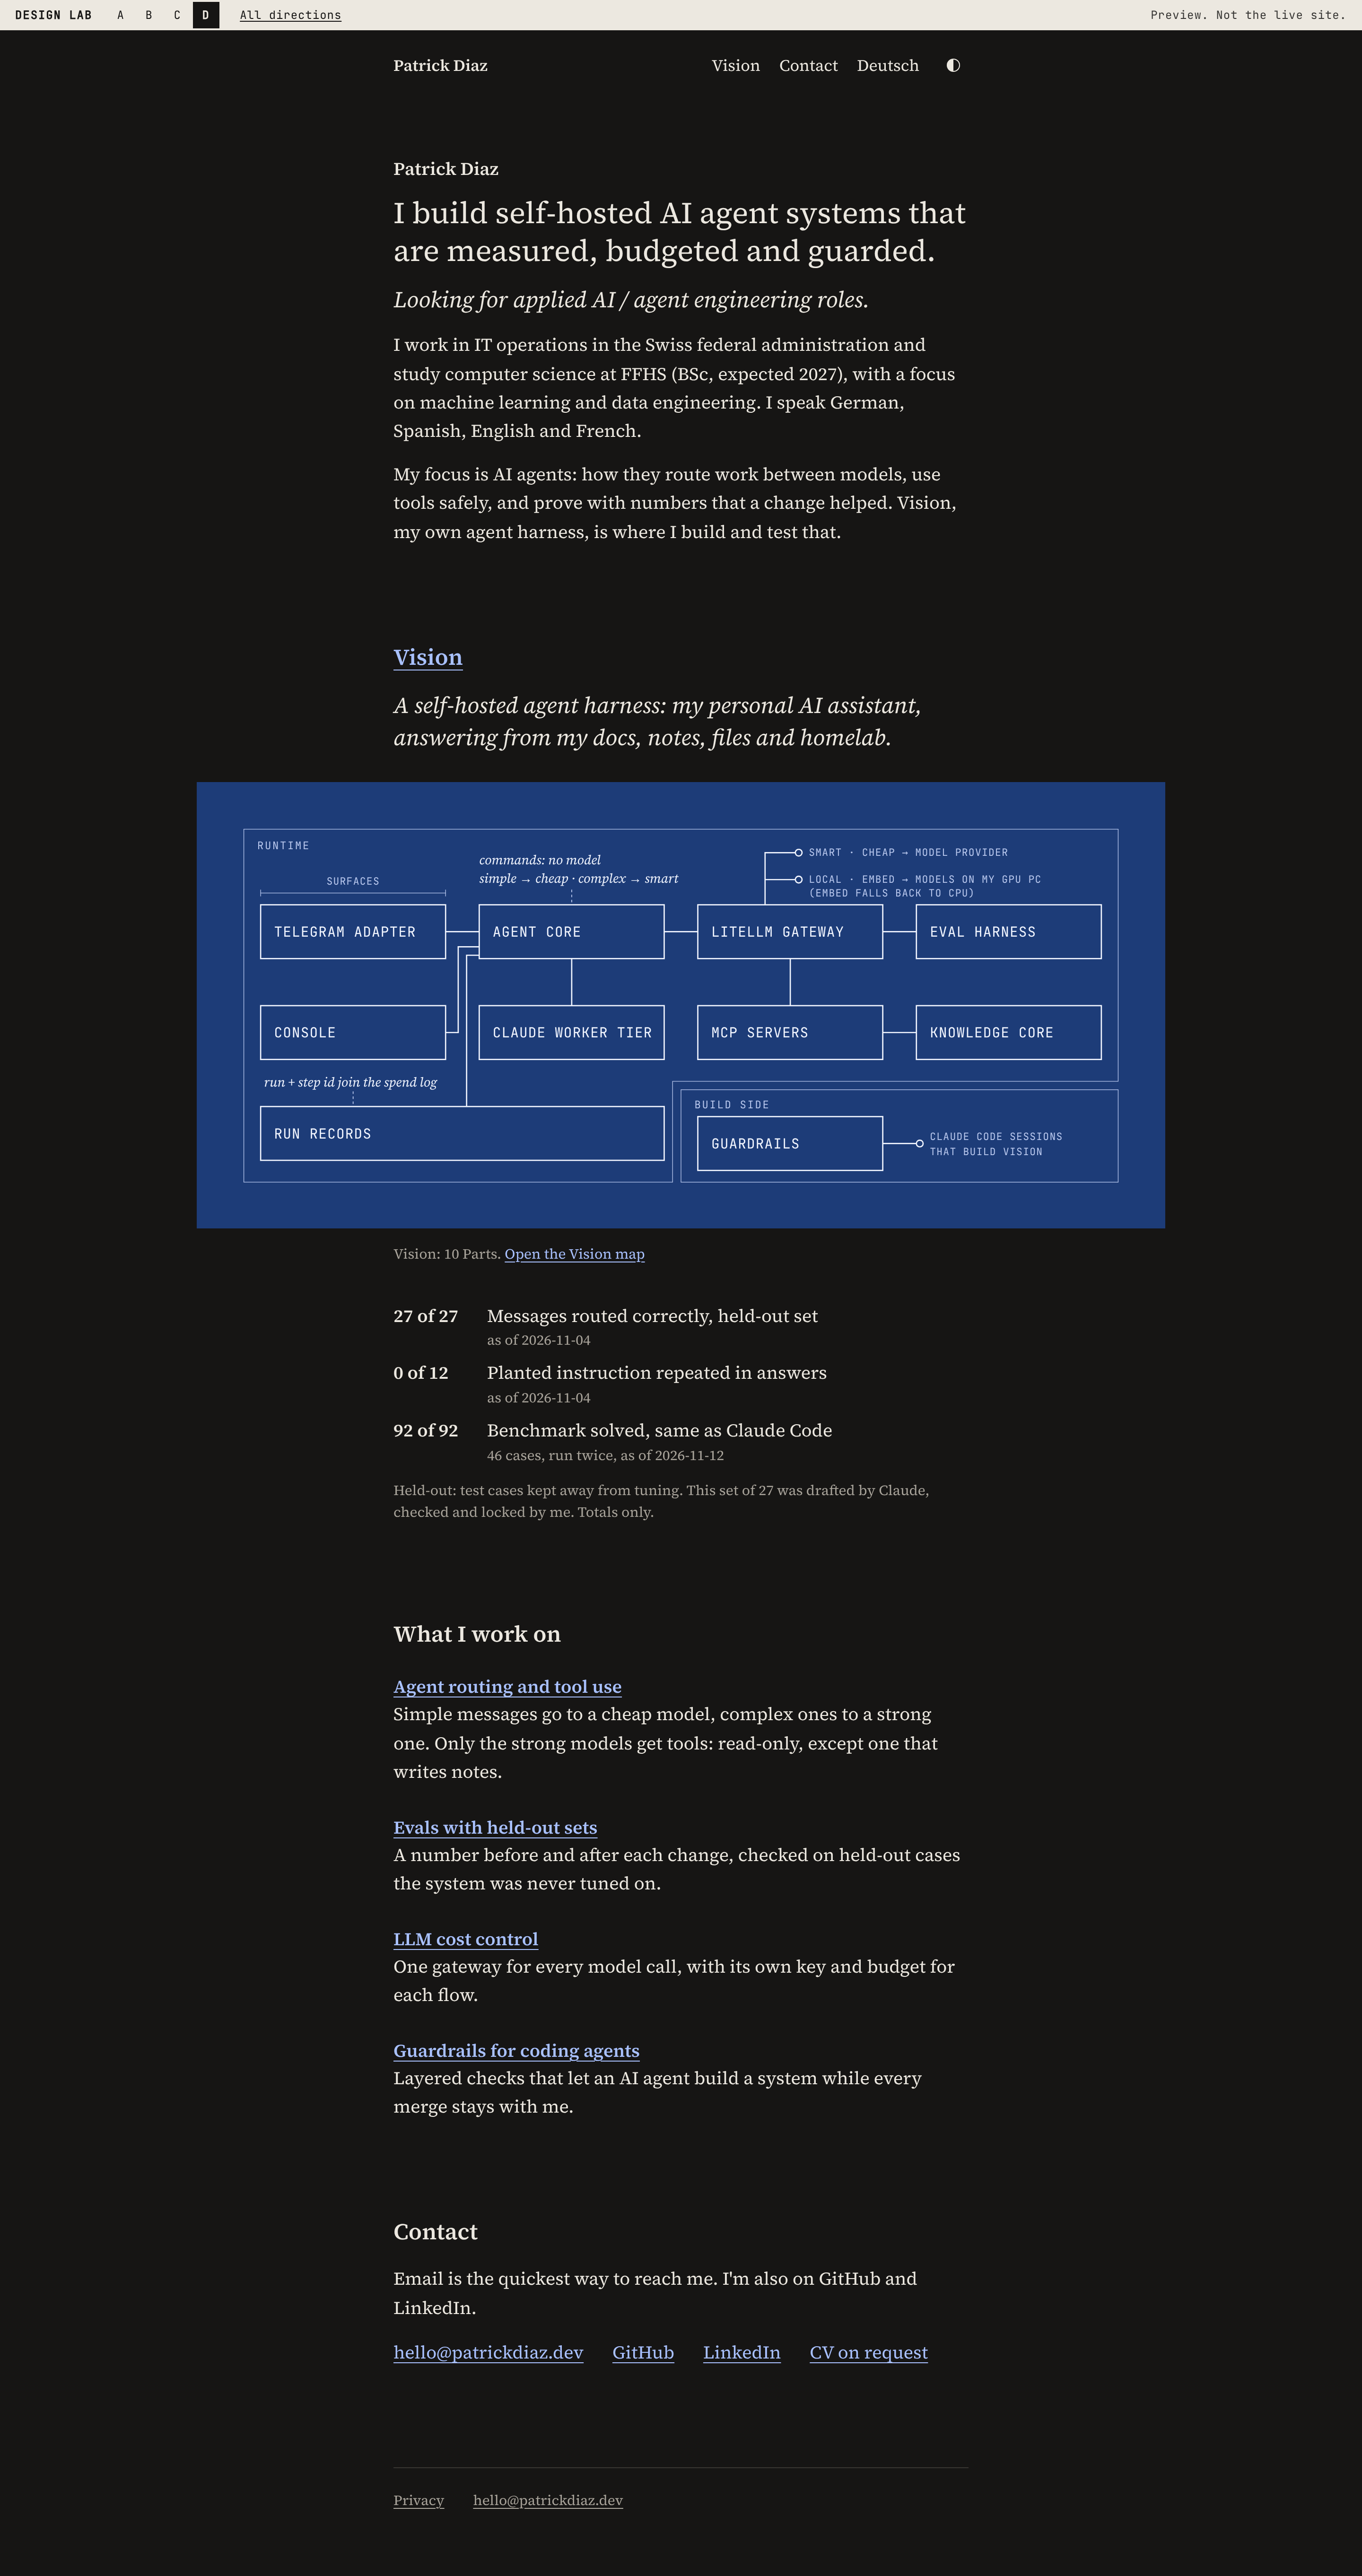 DESIGN LAB A B C D All directions Preview. Not the live site.
Patrick Diaz Vision Contact Deutsch
Patrick Diaz
I build self-hosted AI agent systems that
are measured, budgeted and guarded.
Looking for applied AI / agent engineering roles.
I work in IT operations in the Swiss federal administration and
study computer science at FFHS (BSc, expected 2027), with a focus
on machine learning and data engineering. I speak German,
Spanish, English and French.
My focus is AI agents: how they route work between models, use
tools safely, and prove with numbers that a change helped. Vision,
my own agent harness, is where I build and test that.
Vision
A self-hosted agent harness: my personal AI assistant,
answering from my docs, notes, files and homelab.
RUNTIME
SURFACES
commands: no model
simple → cheap · complex → smart
SMART · CHEAP → MODEL PROVIDER
LOCAL · EMBED → MODELS ON MY GPU PC
(EMBED FALLS BACK TO CPU)
TELEGRAM ADAPTER AGENT CORE LITELLM GATEWAY EVAL HARNESS
CONSOLE CLAUDE WORKER TIER MCP SERVERS KNOWLEDGE CORE
run + step id join the spend log
RUN RECORDS
BUILD SIDE
GUARDRAILS
CLAUDE CODE SESSIONS
THAT BUILD VISION
Vision: 10 Parts. Open the Vision map
27 of 27 Messages routed correctly, held-out set
as of 2026-11-04
0 of 12 Planted instruction repeated in answers
as of 2026-11-04
92 of 92 Benchmark solved, same as Claude Code
46 cases, run twice, as of 2026-11-12
Held-out: test cases kept away from tuning. This set of 27 was drafted by Claude,
checked and locked by me. Totals only.
What I work on
Agent routing and tool use
Simple messages go to a cheap model, complex ones to a strong
one. Only the strong models get tools: read-only, except one that
writes notes.
Evals with held-out sets
A number before and after each change, checked on held-out cases
the system was never tuned on.
LLM cost control
One gateway for every model call, with its own key and budget for
each flow.
Guardrails for coding agents
Layered checks that let an AI agent build a system while every
merge stays with me.
Contact
Email is the quickest way to reach me. I'm also on GitHub and
LinkedIn.
hello@patrickdiaz.dev GitHub LinkedIn CV on request
Privacy hello@patrickdiaz.dev